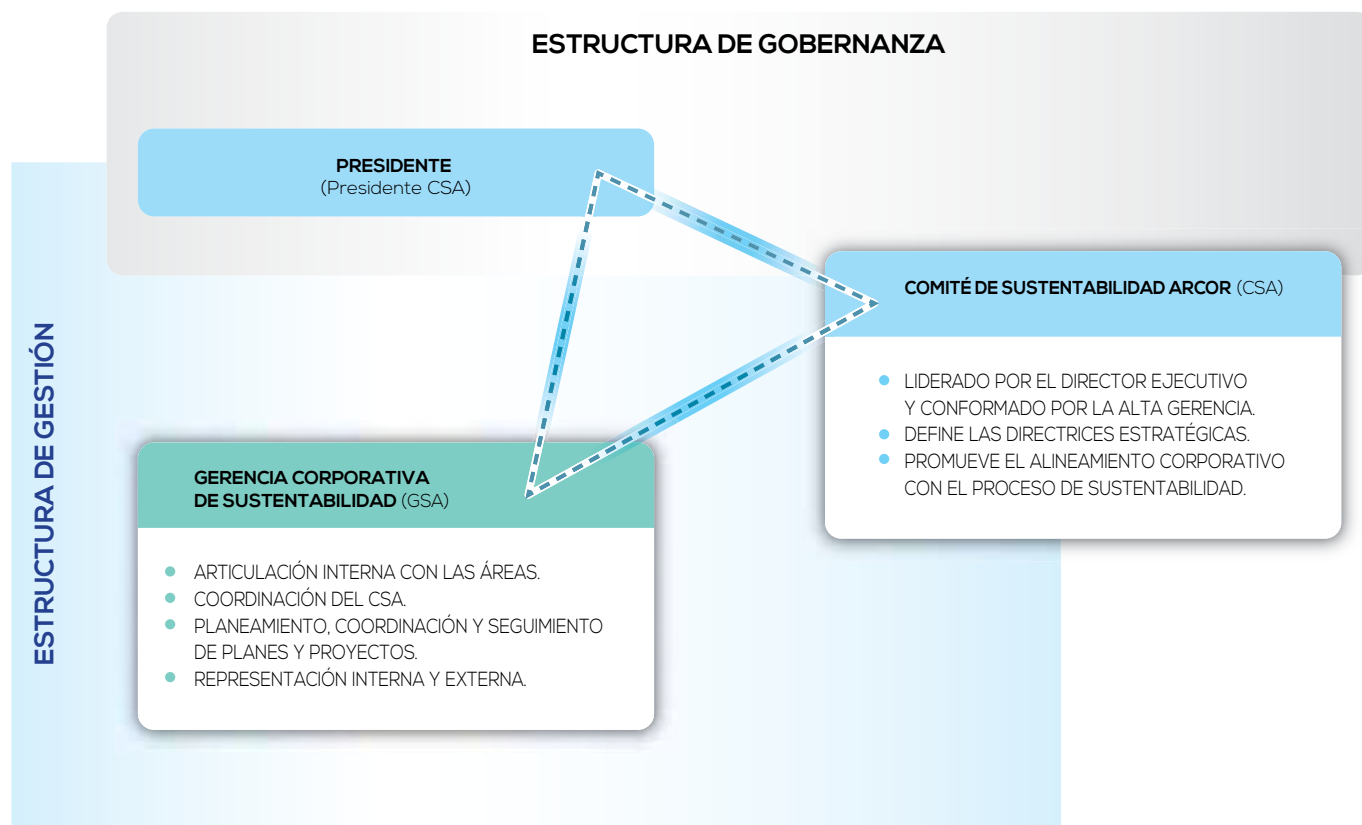 ESTRUCTURA DE GOBERNANZA
PRESIDENTE
(Presidente CSA)
COMITÉ DE SUSTENTABILIDAD ARCOR (CSA)
LIDERADO POR EL DIRECTOR EJECUTIVO
Y CONFORMADO POR LA ALTA GERENCIA.
DEFINE LAS DIRECTRICES ESTRATÉGICAS.
PROMUEVE EL ALINEAMIENTO CORPORATIVO
CON EL PROCESO DE SUSTENTABILIDAD.
ESTRUCTURA DE GESTIÓN
GERENCIA CORPORATIVA
DE SUSTENTABILIDAD (GSA)
ARTICULACIÓN INTERNA CON LAS ÁREAS.
COORDINACIÓN DEL CSA.
PLANEAMIENTO, COORDINACIÓN Y SEGUIMIENTO
DE PLANES Y PROYECTOS.
REPRESENTACIÓN INTERNA Y EXTERNA.